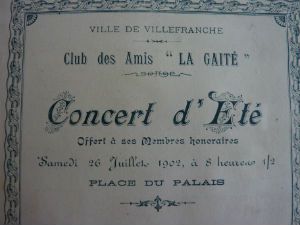 VILLE DE VILLEFRANCHE
Club des Amis "LA GAITÉ"
Concert d'Eté
Offert à ses Membres honoraires
Samedi 26 Juillet 1902, à 8 heures 1/2
PLACE DU PALAIS